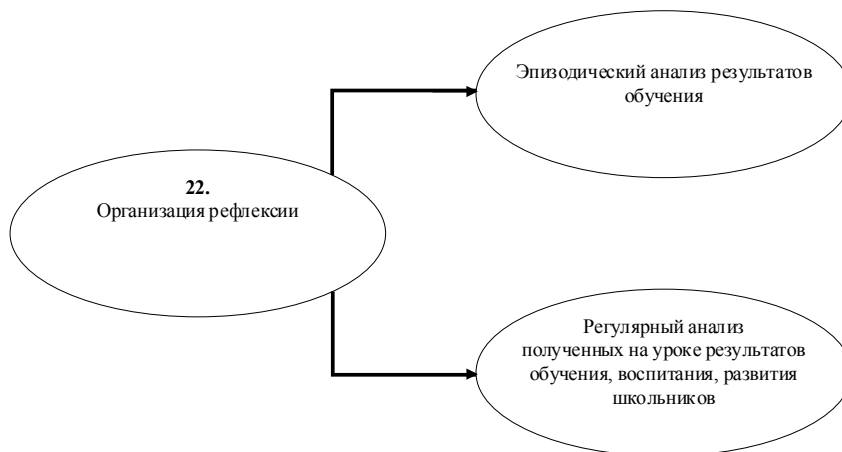 Эпизодический анализ результатов
обучения
22.
Организация рефлексии
Регулярный анализ
полученных на уроке результатов
обучения, воспитания, развития
школьников